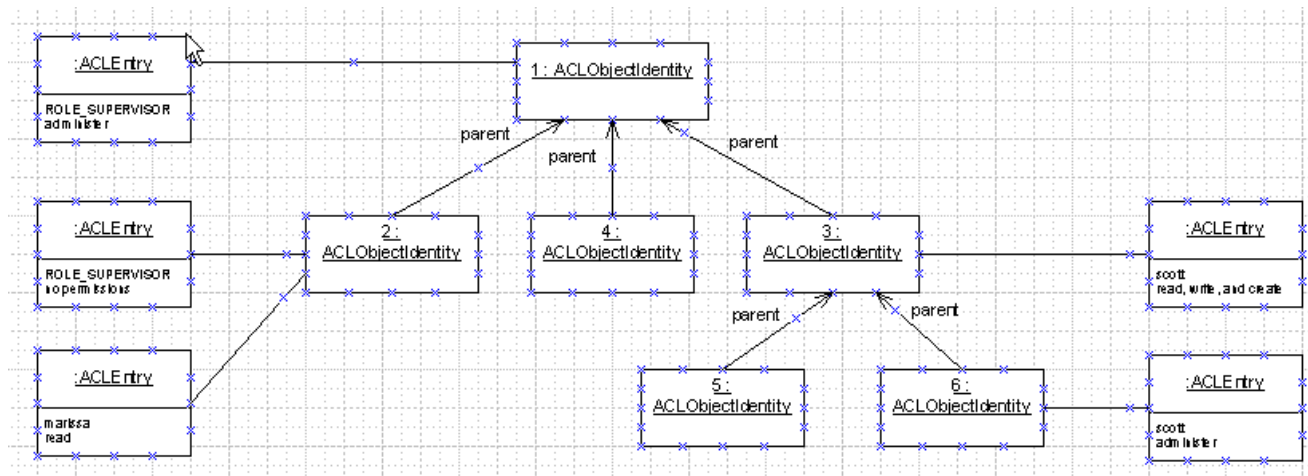 :ACLEntry
ROLE_SUPERVISOR
administer
1 : ACLObjectIdentity
parent
parent
parent
:ACLEntry
ROLE_SUPERVISOR
no permissions
2 :
ACLObjectIdentity
4 :
ACLObjectIdentity
3 :
ACLObjectIdentity
:ACLEntry
scott
read, write, and create
parent
parent
:ACLEntry
marissa
read
5 :
ACLObjectIdentity
6 :
ACLObjectIdentity
:ACLEntry
scott
administer